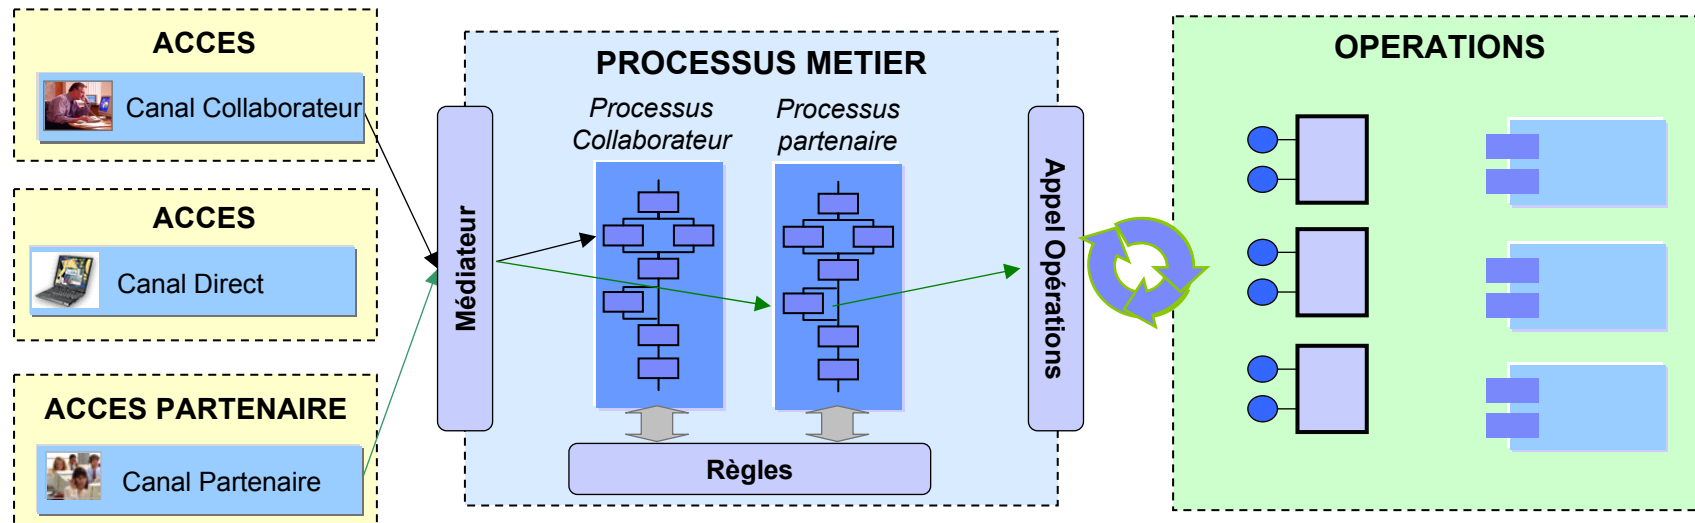 ACCES
Canal Collaborateur
ACCES
Canal Direct
ACCES PARTENAIRE
Canal Partenaire
PROCESSUS METIER
Médiateur
Processus
Collaborateur
Processus
partenaire
Règles
Appel Opérations
OPERATIONS